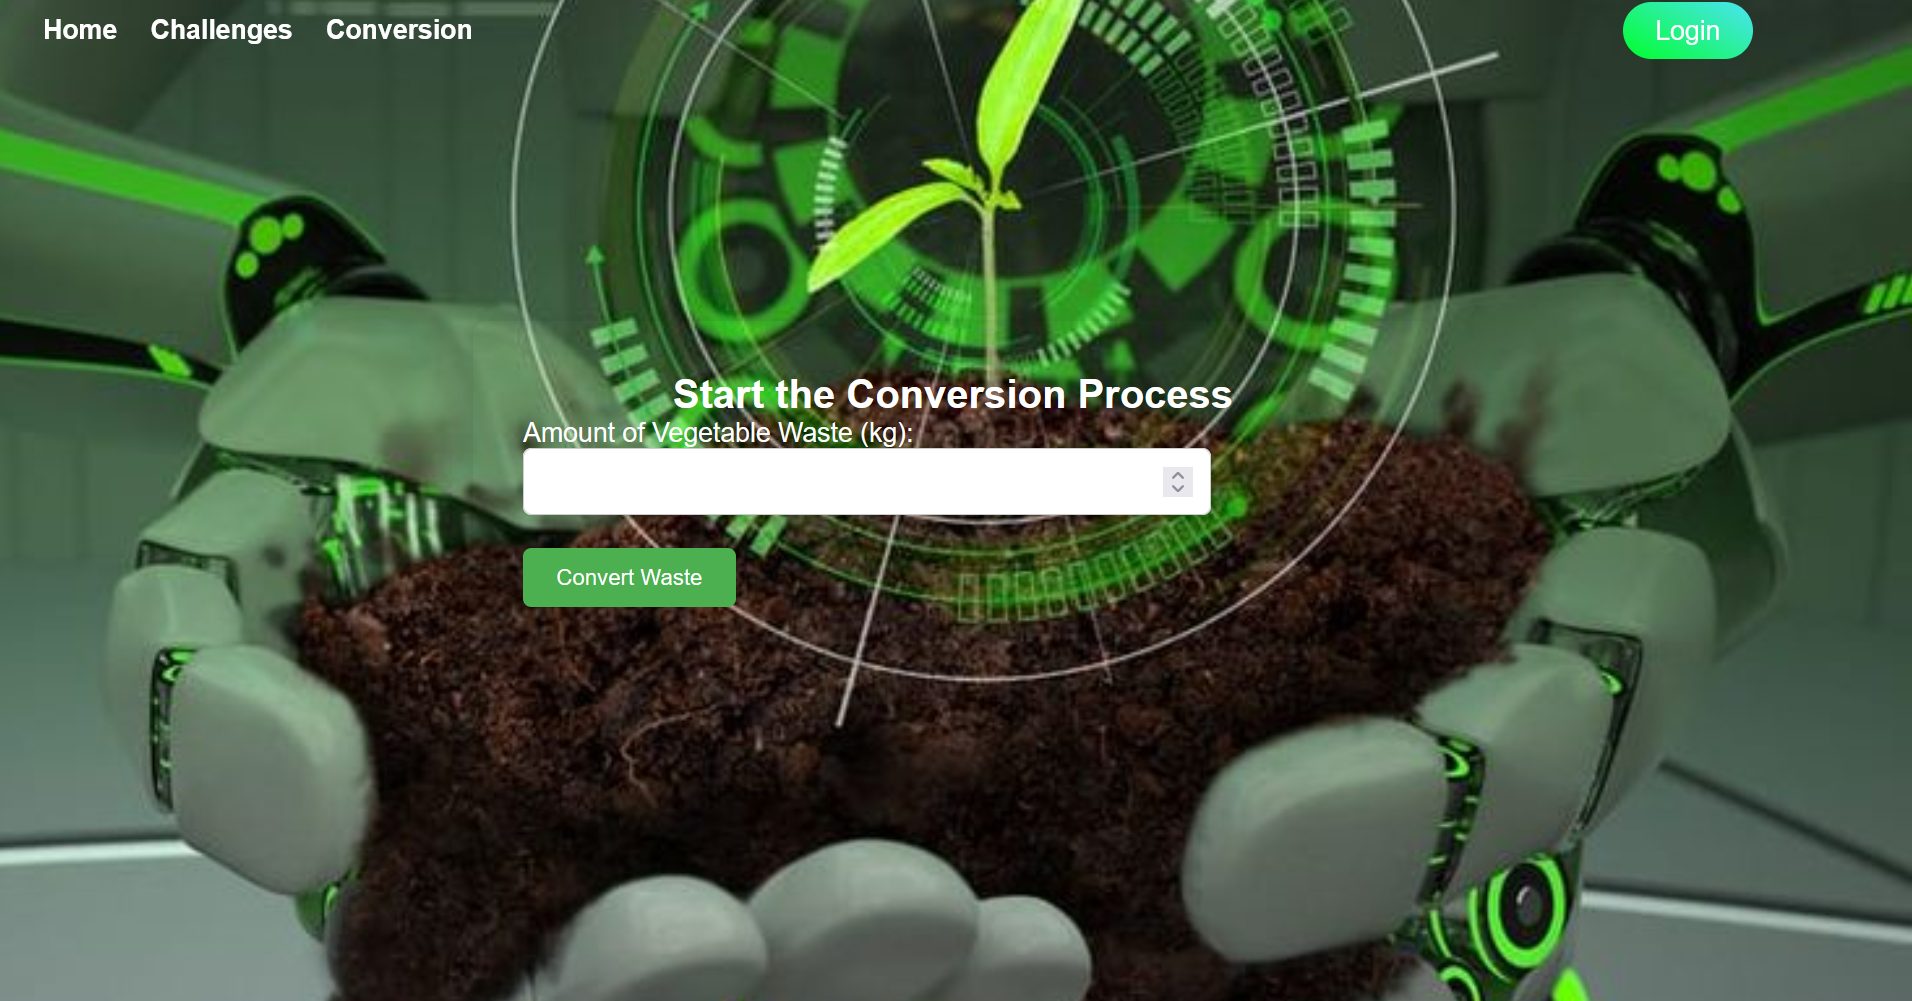 Home Challenges Conversion Login
Start the Conversion Process
Amount of Vegetable Waste (kg):
Convert Waste